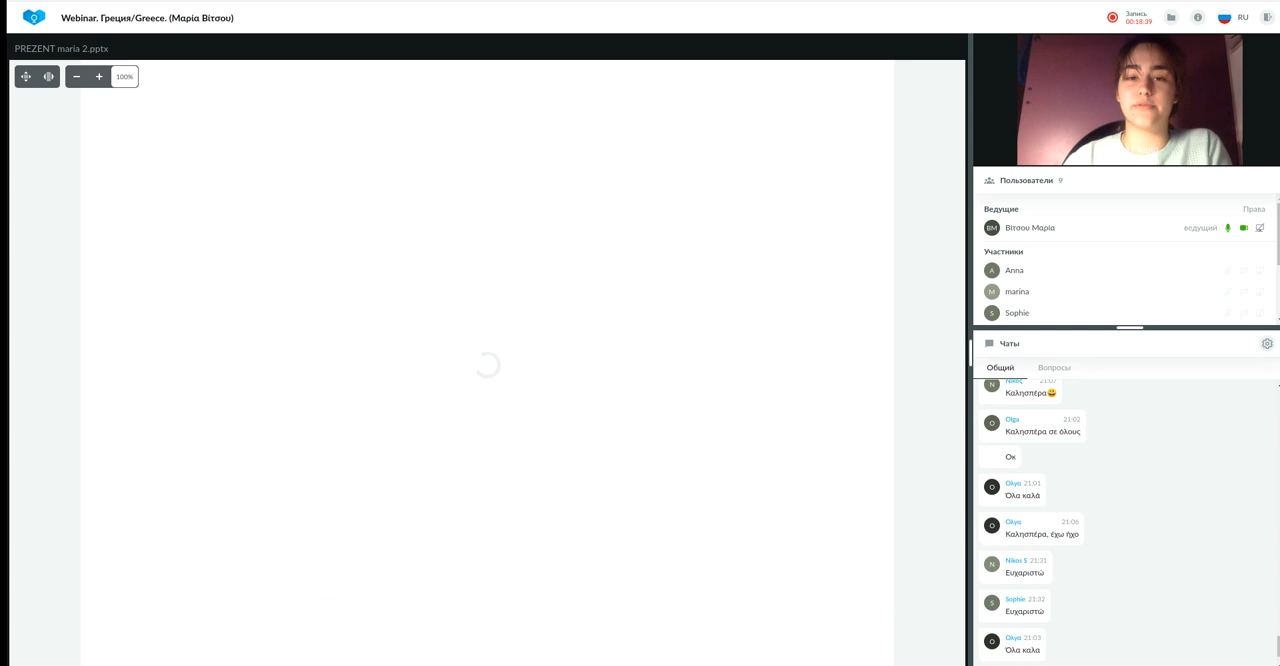 Webinar. Греция/Greece. (Μαρία Βίτσου)
Запись
00:18:39
RU
PREZENT maria 2.pptx
100%
Пользователи 9
Ведущие Права
ВМ Βίτσου Μαρία ведущий
Участники
A Anna
M marina
S Sophie
Чаты
Общий Вопросы
N Nikos 21:07
Καλησπέρα😃
O Olga 21:02
Καλησπέρα σε όλους
Οκ
O Olya 21:01
Όλα καλά
O Olya 21:06
Καλησπέρα, έχω ήχο
N Nikos S 21:31
Ευχαριστώ
S Sophie 21:32
Ευχαριστώ
O Olya 21:03
Όλα καλα